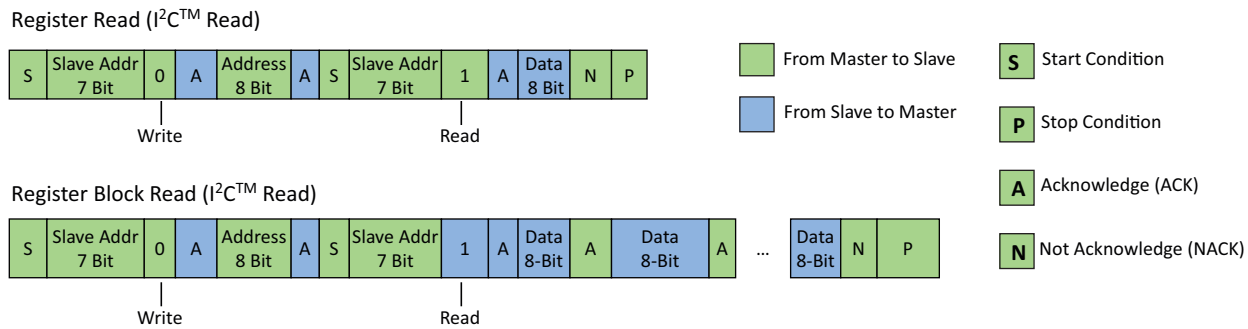 Register Read (I²C™ Read)
S Slave Addr 7 Bit 0 A Address 8 Bit A S Slave Addr 7 Bit 1 A Data 8 Bit N P
Write Read
From Master to Slave
From Slave to Master
S Start Condition
P Stop Condition
A Acknowledge (ACK)
N Not Acknowledge (NACK)
Register Block Read (I²C™ Read)
S Slave Addr 7 Bit 0 A Address 8 Bit A S Slave Addr 7 Bit 1 A Data 8-Bit A Data 8-Bit A ... Data 8-Bit N P
Write Read